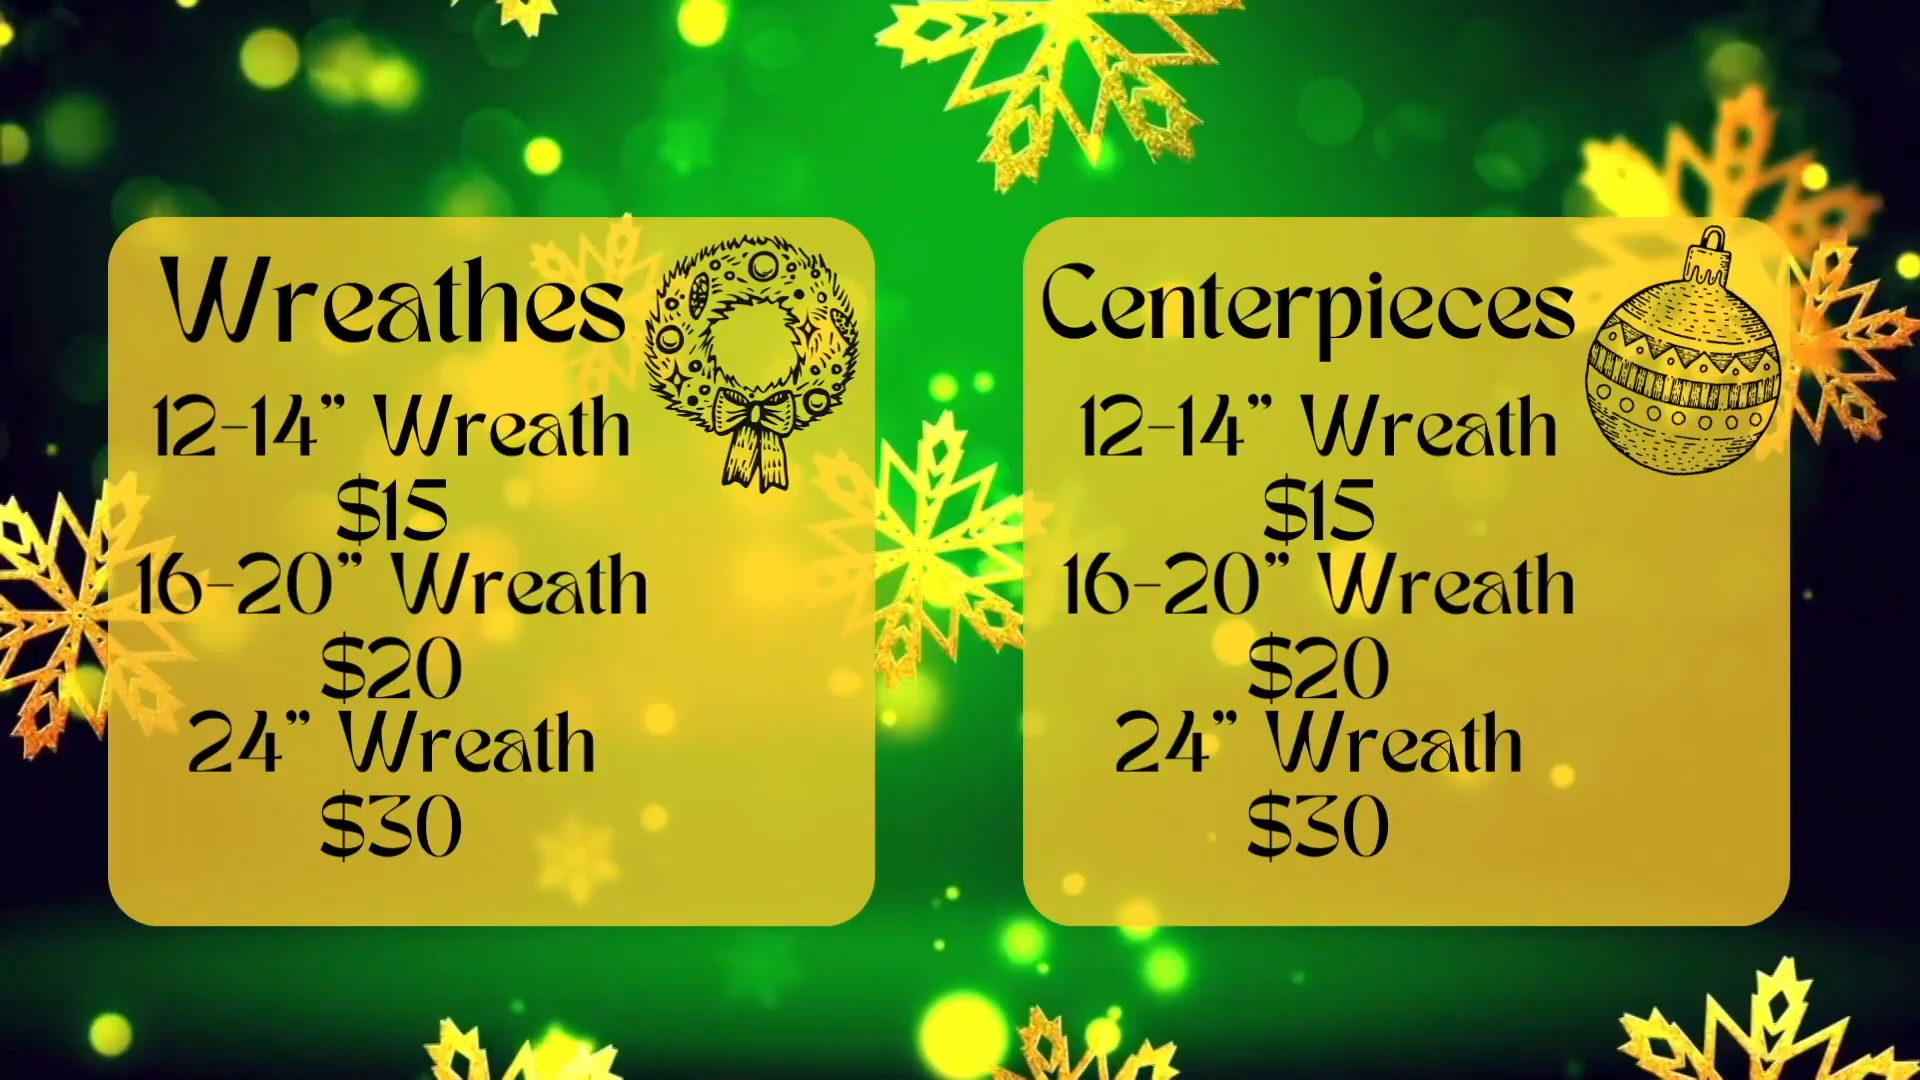 Wreathes
12-14” Wreath
$15
16-20” Wreath
$20
24” Wreath
$30
Centerpieces
12-14” Wreath
$15
16-20” Wreath
$20
24” Wreath
$30